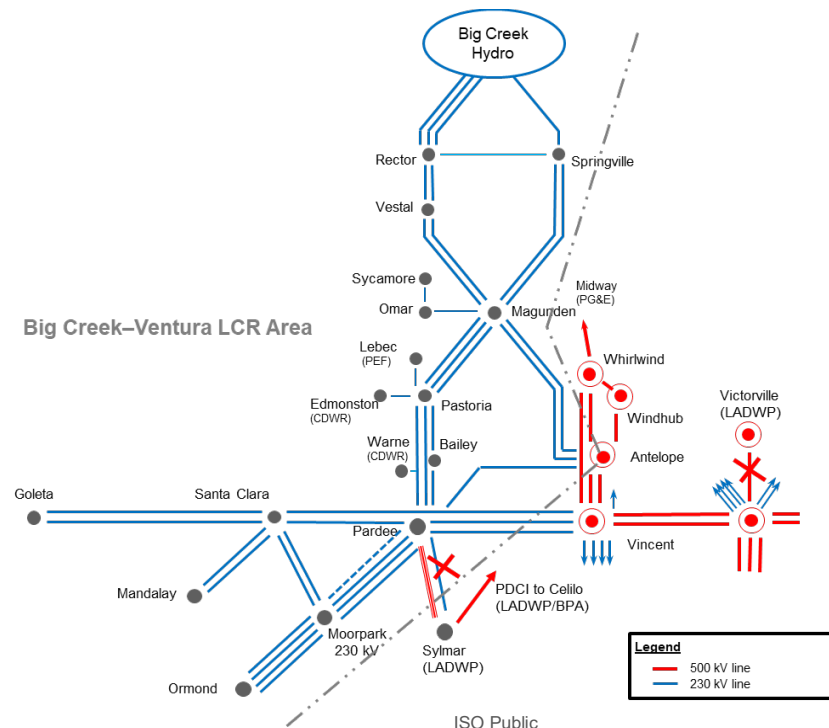 Big Creek
Hydro
Rector
Springville
Vestal
Sycamore
Omar
Magunden
Midway
(PG&E)
Big Creek–Ventura LCR Area
Lebec
(PEF)
Whirlwind
Edmonston
(CDWR)
Pastoria
Windhub
Victorville
(LADWP)
Warne
(CDWR)
Bailey
Antelope
Goleta
Santa Clara
Pardee
Vincent
Mandalay
PDCI to Celilo
(LADWP/BPA)
Moorpark
230 kV
Sylmar
(LADWP)
Ormond
Legend
500 kV line
230 kV line
ISO Public